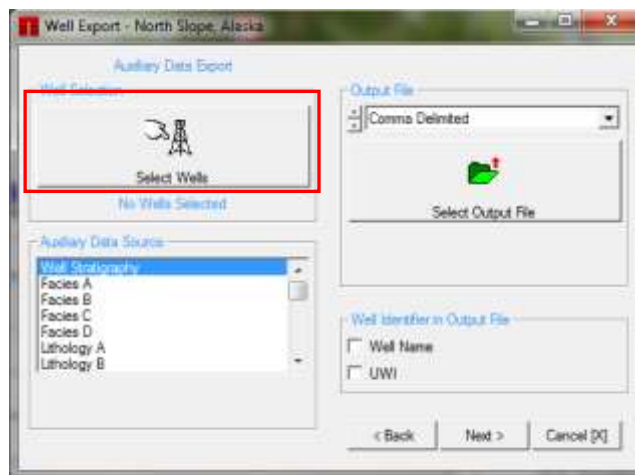 Well Export - North Slope, Alaska
Auxiliary Data Export
Well Selection
Select Wells
No Wells Selected
Auxiliary Data Source
Well Stratigraphy
Facies A
Facies B
Facies C
Facies D
Lithology A
Lithology B
Output File
Comma Delimited
Select Output File
Well Identifier in Output File
Well Name
UWI
< Back
Next >
Cancel [X]